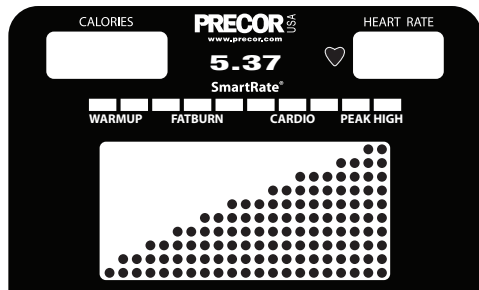 CALORIES PRECOR USA HEART RATE
www.precor.com
5.37
SmartRate®
WARMUP FATBURN CARDIO PEAK HIGH